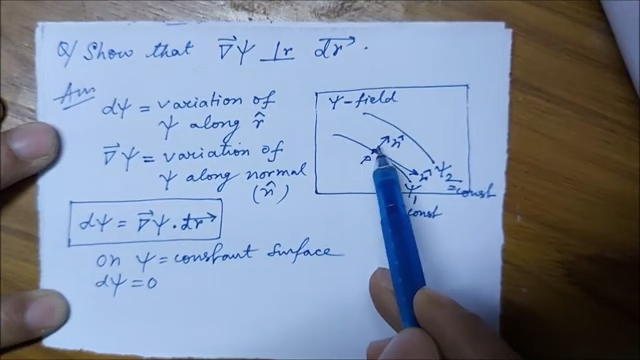 Q/ Show that ∇⃗Ψ ⊥r dr⃗.
Ans
dΨ = variation of
Ψ along r̂
∇⃗Ψ = variation of
Ψ along normal
(n̂)
dΨ = ∇⃗Ψ·dr⃗
on Ψ = constant surface
dΨ = 0
Ψ-field
n̂
P
r̂
Ψ₂
= const
Ψ₁
const